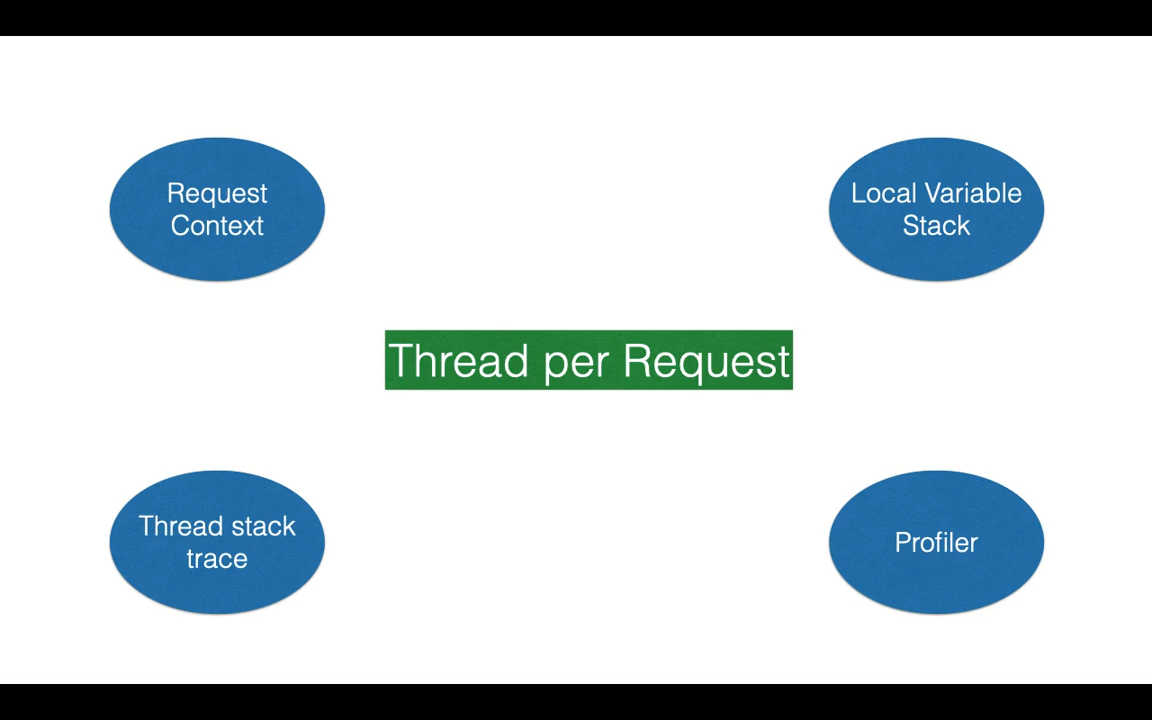 Request
Context
Local Variable
Stack
Thread per Request
Thread stack
trace
Profiler